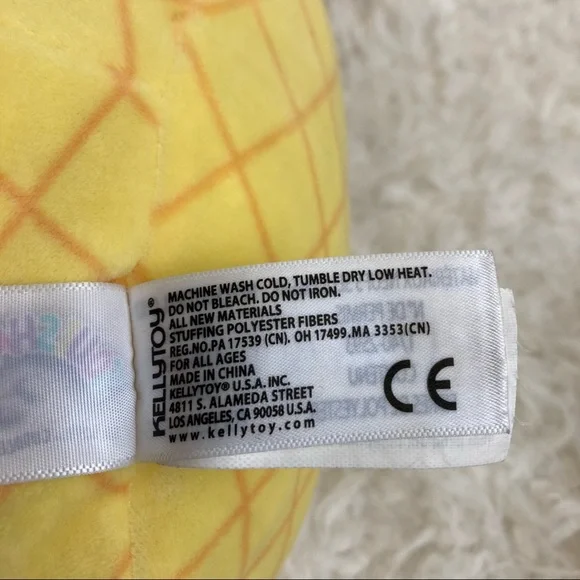 MACHINE WASH COLD, TUMBLE DRY LOW HEAT.
DO NOT BLEACH. DO NOT IRON.
ALL NEW MATERIALS
STUFFING POLYESTER FIBERS
REG.NO.PA 17539 (CN). OH 17499.MA 3353(CN)
FOR ALL AGES
MADE IN CHINA
KELLYTOY® U.S.A. INC.
4811 S. ALAMEDA STREET
LOS ANGELES, CA 90058 U.S.A.
www.kellytoy.com
KELLYTOY®
CE